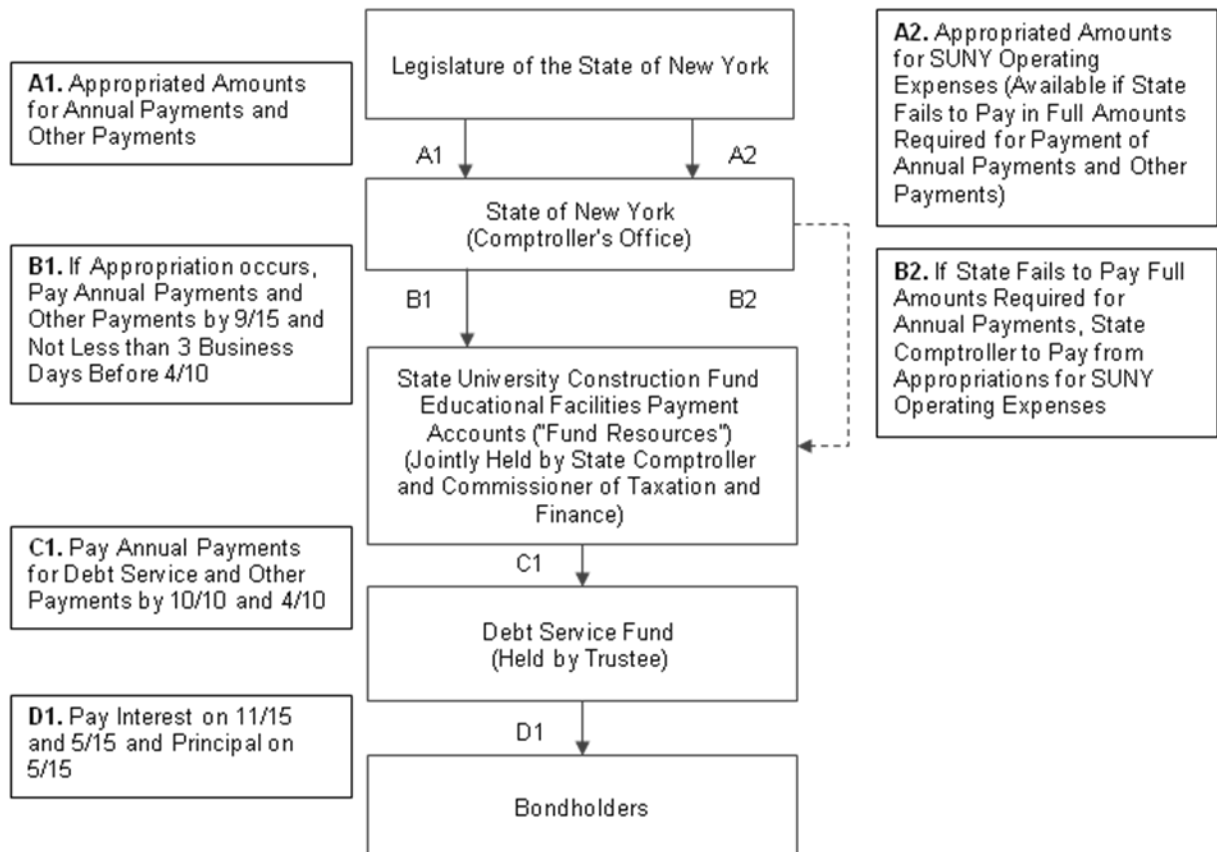 Legislature of the State of New York
A1. Appropriated Amounts
for Annual Payments and
Other Payments
A2. Appropriated Amounts
for SUNY Operating
Expenses (Available if State
Fails to Pay in Full Amounts
Required for Payment of
Annual Payments and Other
Payments)
A1
A2
State of New York
(Comptroller's Office)
B1. If Appropriation occurs,
Pay Annual Payments and
Other Payments by 9/15 and
Not Less than 3 Business
Days Before 4/10
B1
B2
B2. If State Fails to Pay Full
Amounts Required for
Annual Payments, State
Comptroller to Pay from
Appropriations for SUNY
Operating Expenses
State University Construction Fund
Educational Facilities Payment
Accounts ("Fund Resources")
(Jointly Held by State Comptroller
and Commissioner of Taxation and
Finance)
C1. Pay Annual Payments
for Debt Service and Other
Payments by 10/10 and 4/10
C1
Debt Service Fund
(Held by Trustee)
D1. Pay Interest on 11/15
and 5/15 and Principal on
5/15
D1
Bondholders